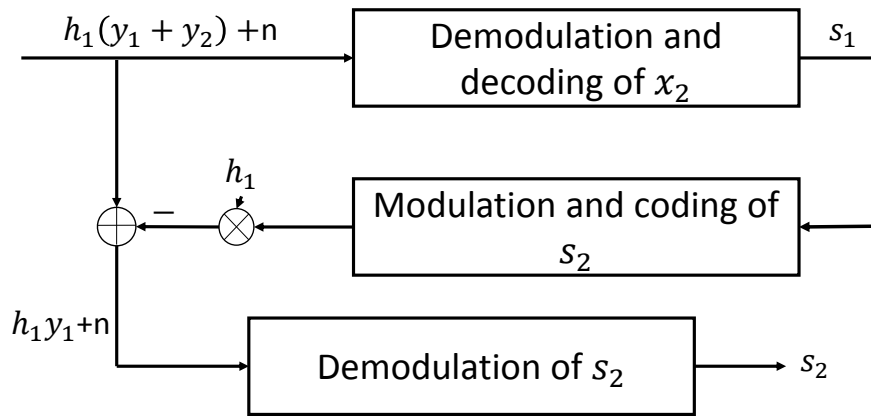 h₁(y₁ + y₂) +n
Demodulation and
decoding of x₂
s₁
h₁
−
Modulation and coding of
s₂
h₁y₁+n
Demodulation of s₂
s₂